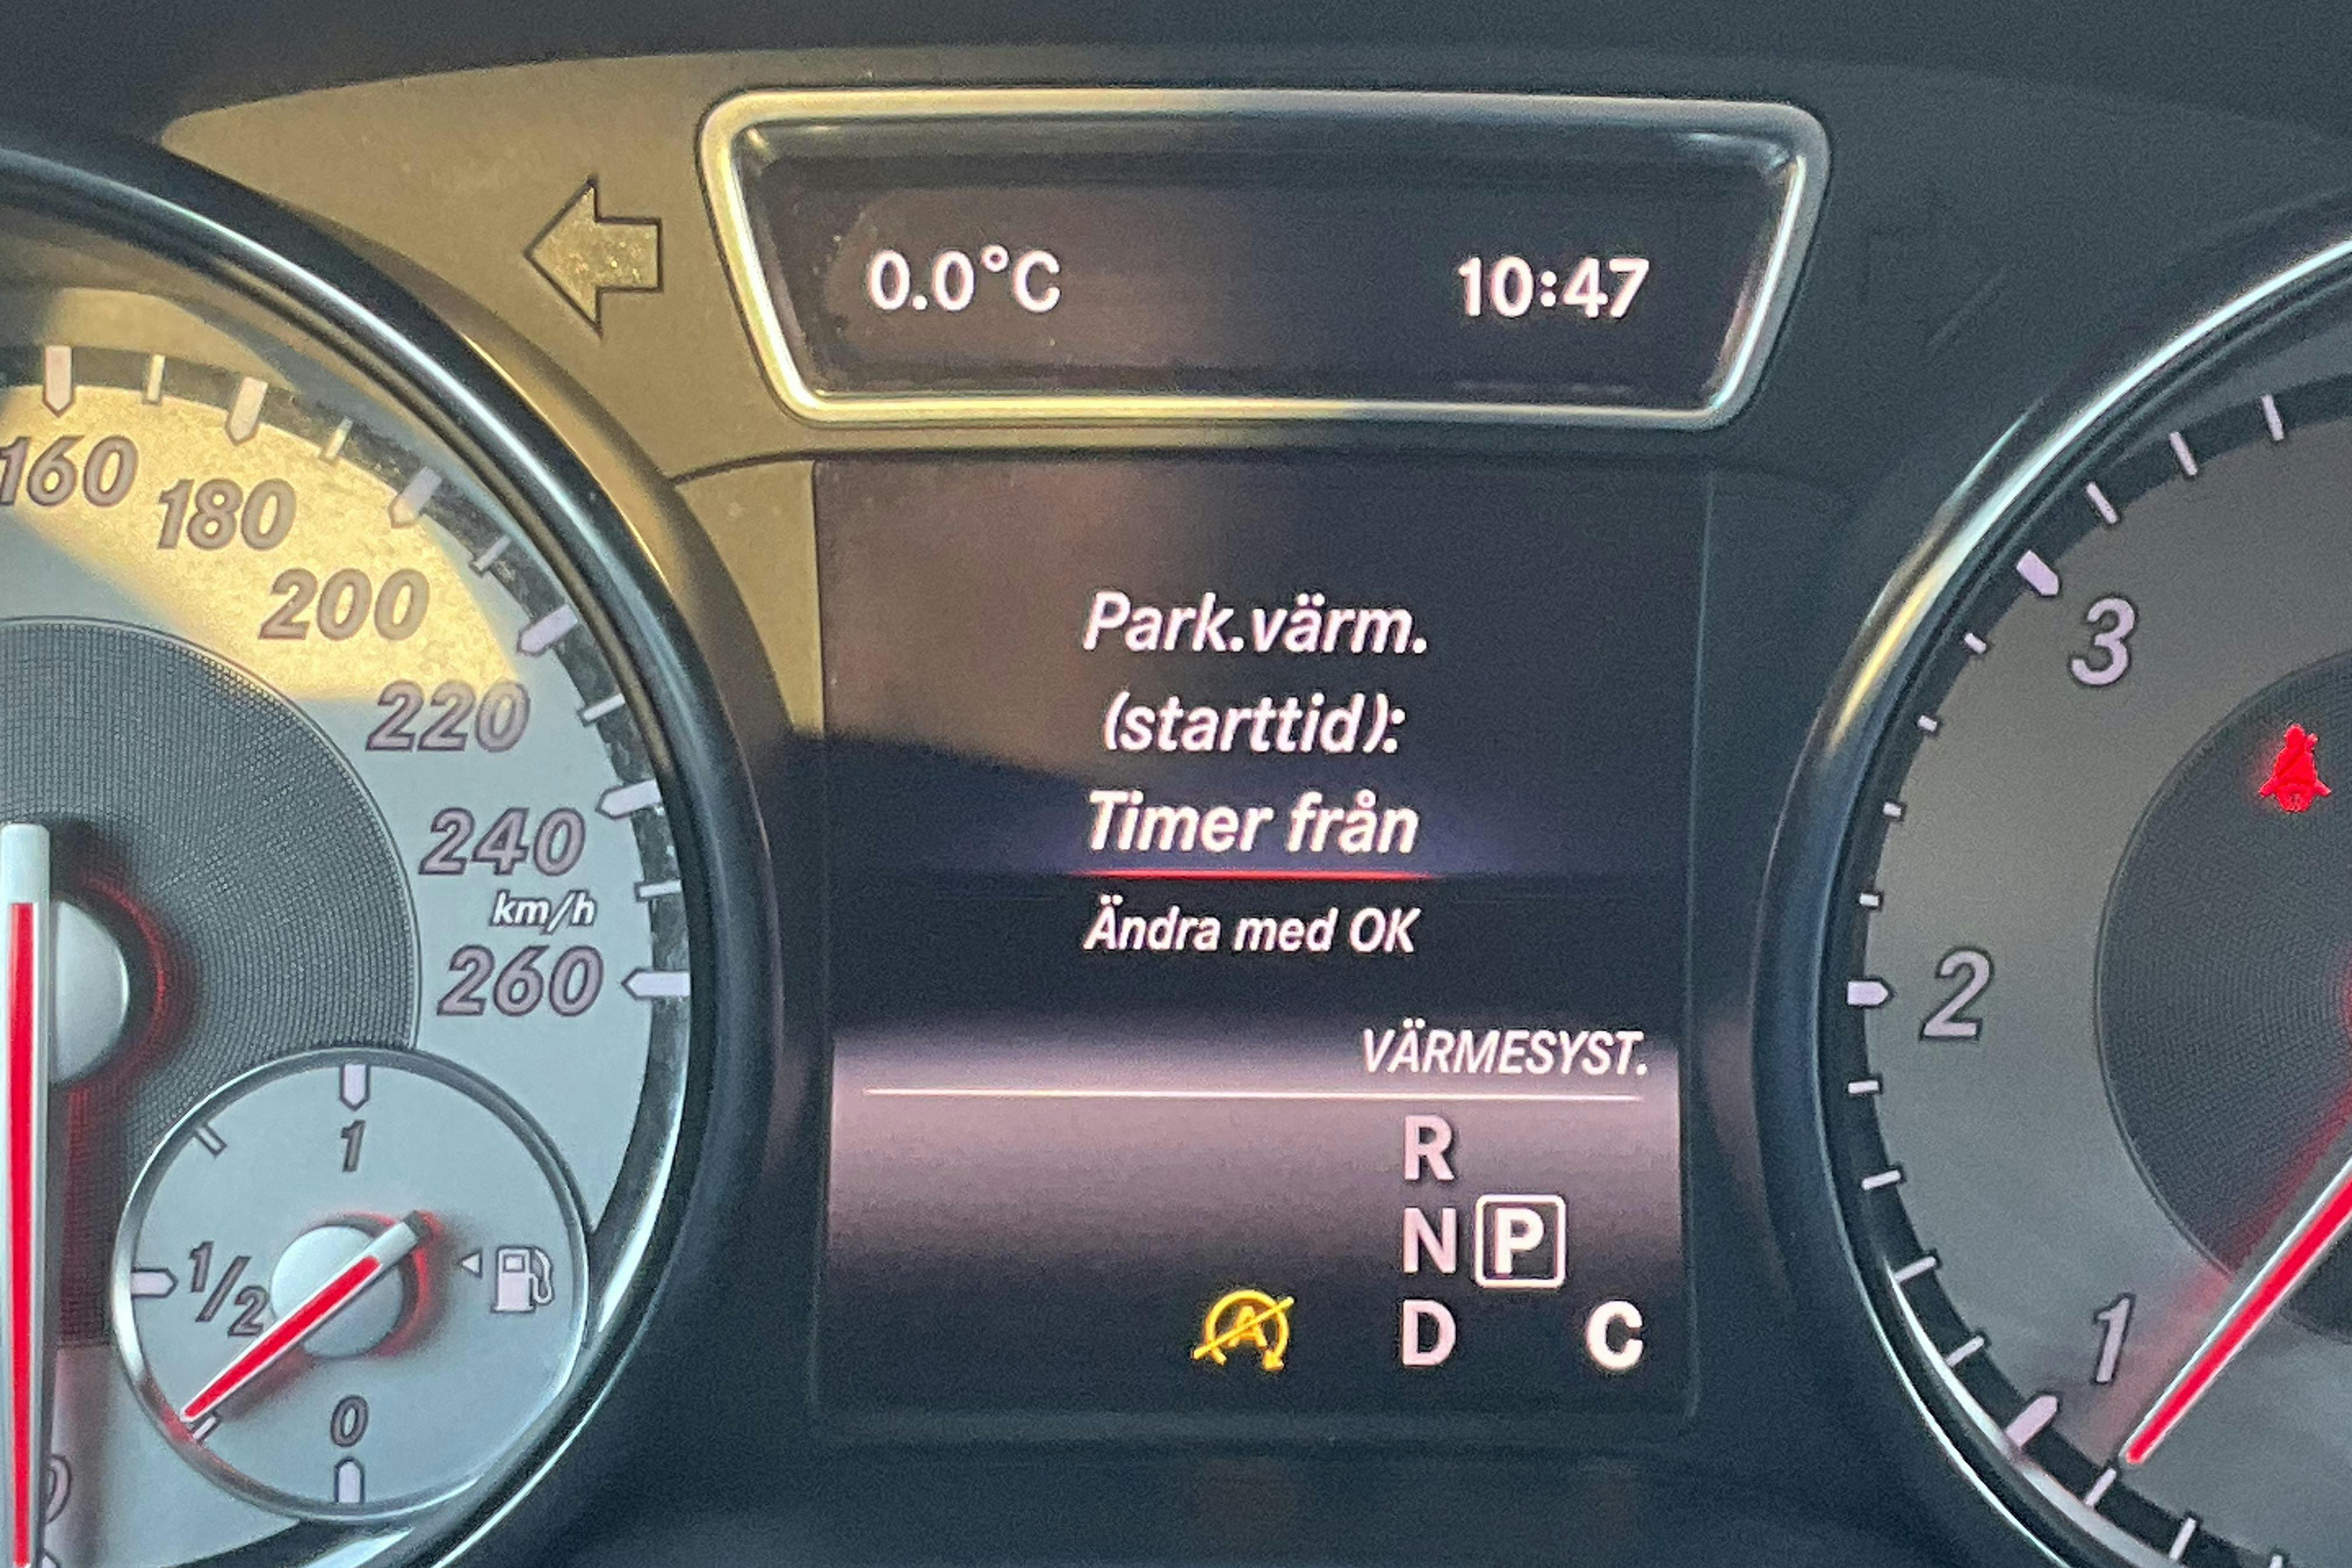 0.0°C 10:47
160
180
200
220
240
km/h
260
1
1/2
0
Park.värm.
(starttid):
Timer från
Ändra med OK
VÄRMESYST.
R
N P
A D C
3
2
1